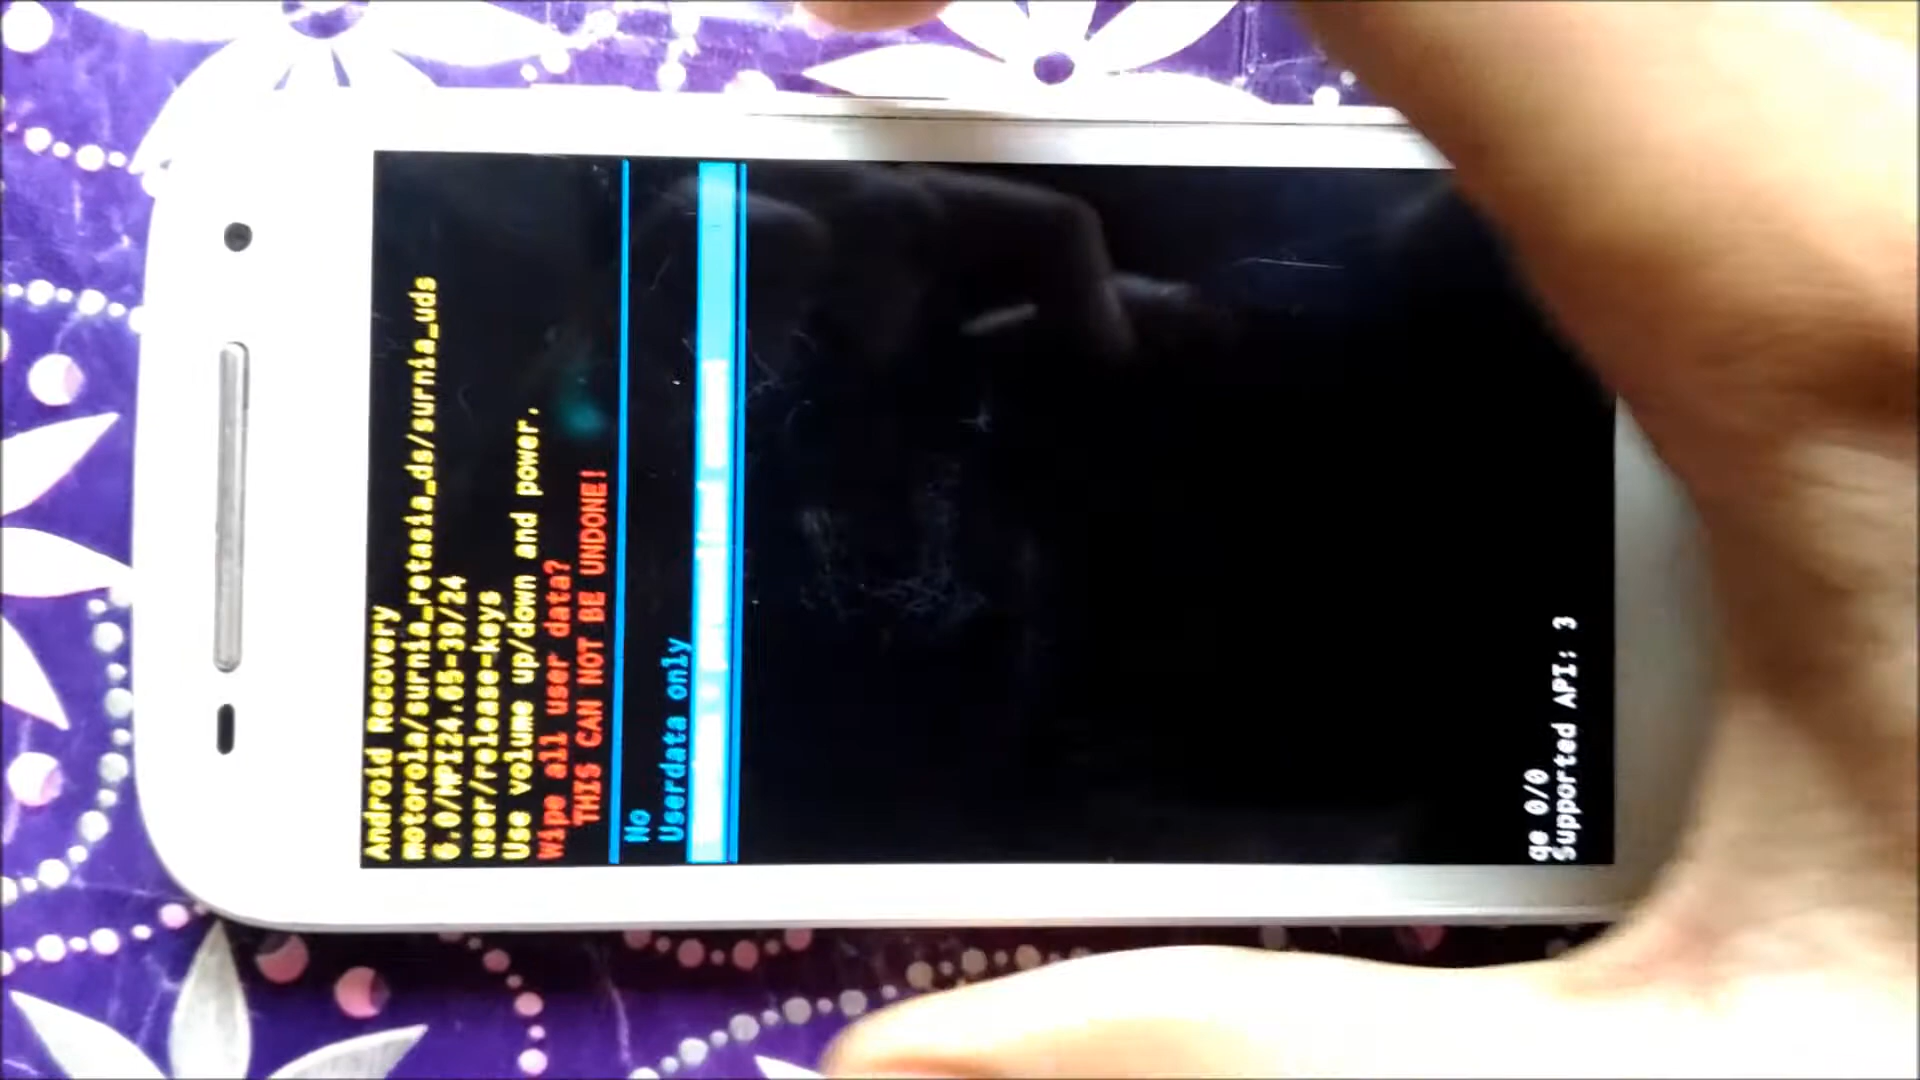 Android Recovery
motorola/surnia_retasia_ds/surnia_uds
6.0/MPI24.65-39/24
user/release-keys
Use volume up/down and power.
Wipe all user data?
THIS CAN NOT BE UNDONE!
No
Userdata only
qe 0/0
Supported API: 3